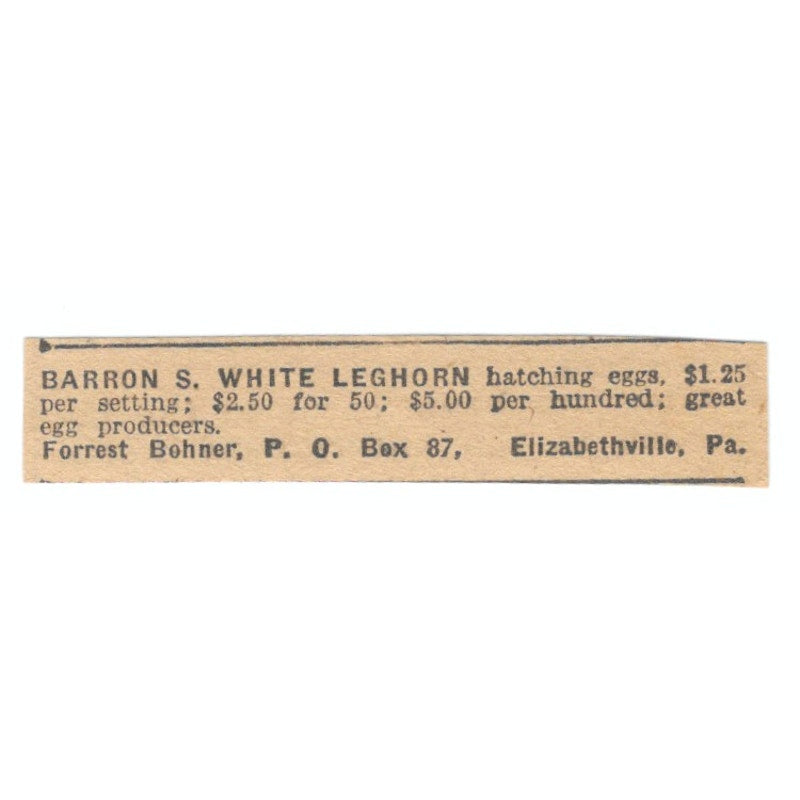 BARRON S. WHITE LEGHORN hatching eggs, $1.25
per setting; $2.50 for 50; $5.00 per hundred; great
egg producers.
Forrest Bohner, P. O. Box 87, Elizabethville, Pa.